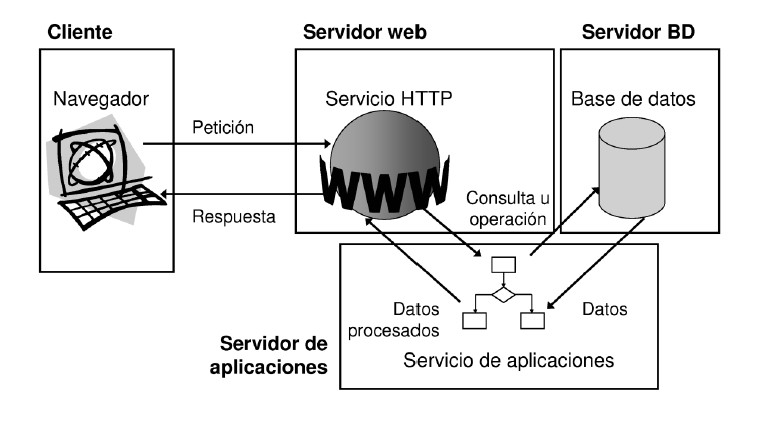 Cliente
Servidor web
Servidor BD
Navegador
Servicio HTTP
Base de datos
Petición
WWW
Respuesta
Consulta u
operación
Datos
procesados
Datos
Servidor de
aplicaciones
Servicio de aplicaciones